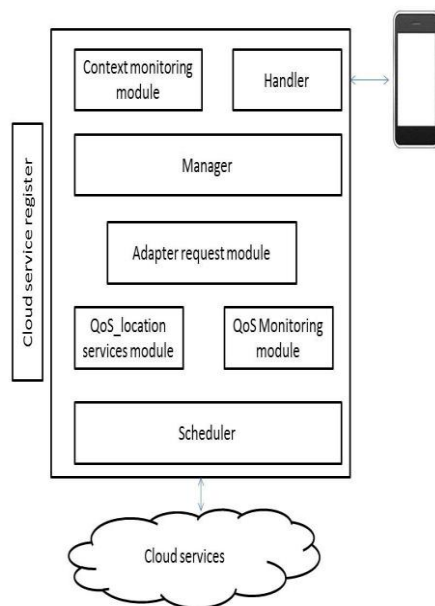 Context monitoring
module
Handler
Manager
Cloud service register
Adapter request module
QoS_location
services module
QoS Monitoring
module
Scheduler
Cloud services